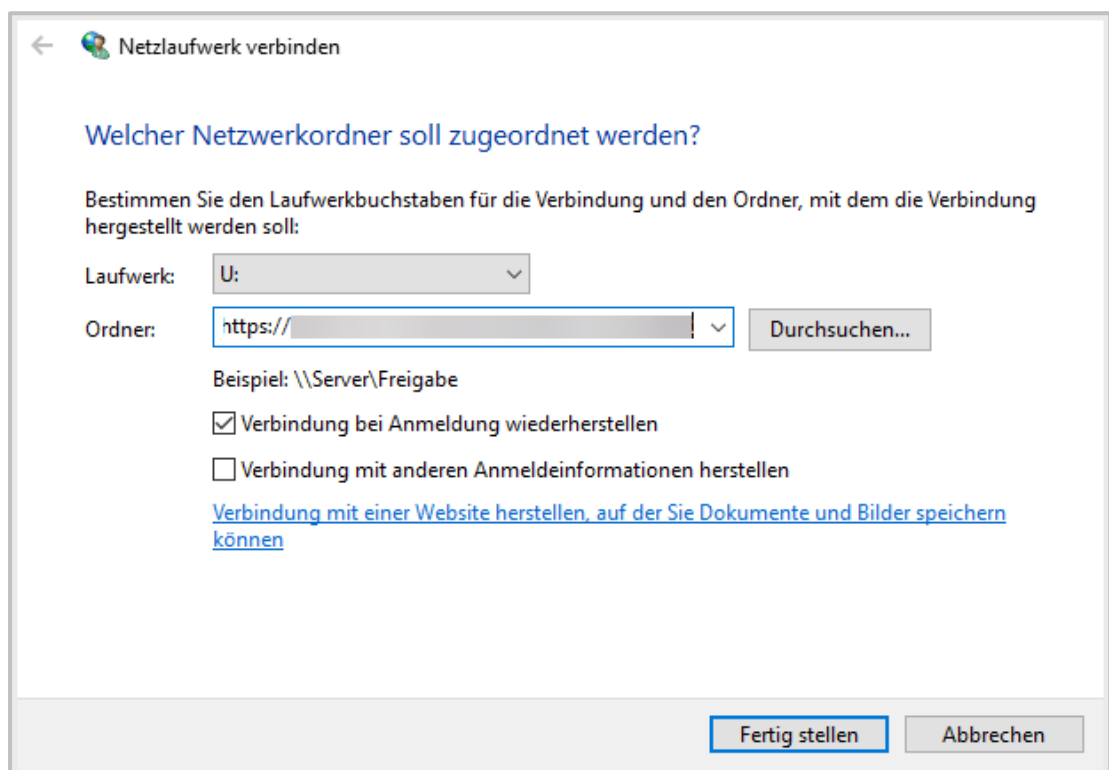 Netzlaufwerk verbinden
Welcher Netzwerkordner soll zugeordnet werden?
Bestimmen Sie den Laufwerkbuchstaben für die Verbindung und den Ordner, mit dem die Verbindung
hergestellt werden soll:
Laufwerk: U:
Ordner: https:// Durchsuchen...
Beispiel: \\Server\Freigabe
Verbindung bei Anmeldung wiederherstellen
Verbindung mit anderen Anmeldeinformationen herstellen
Verbindung mit einer Website herstellen, auf der Sie Dokumente und Bilder speichern
können
Fertig stellen Abbrechen